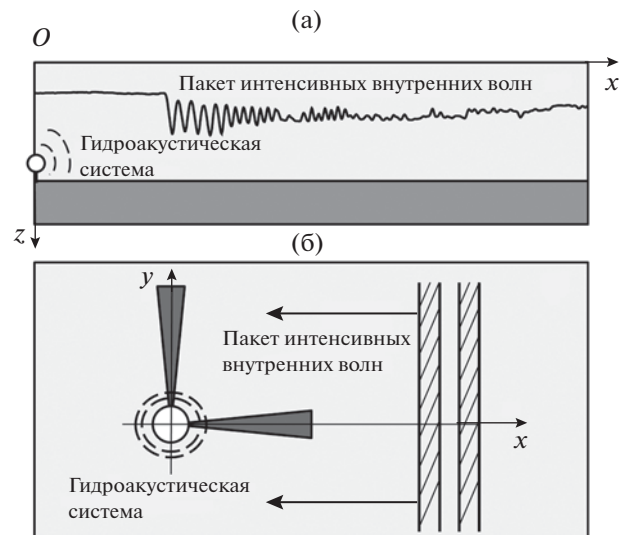 (а)
O
x
Пакет интенсивных внутренних волн
Гидроакустическая
система
z
(б)
y
Пакет интенсивных
внутренних волн
x
Гидроакустическая
система